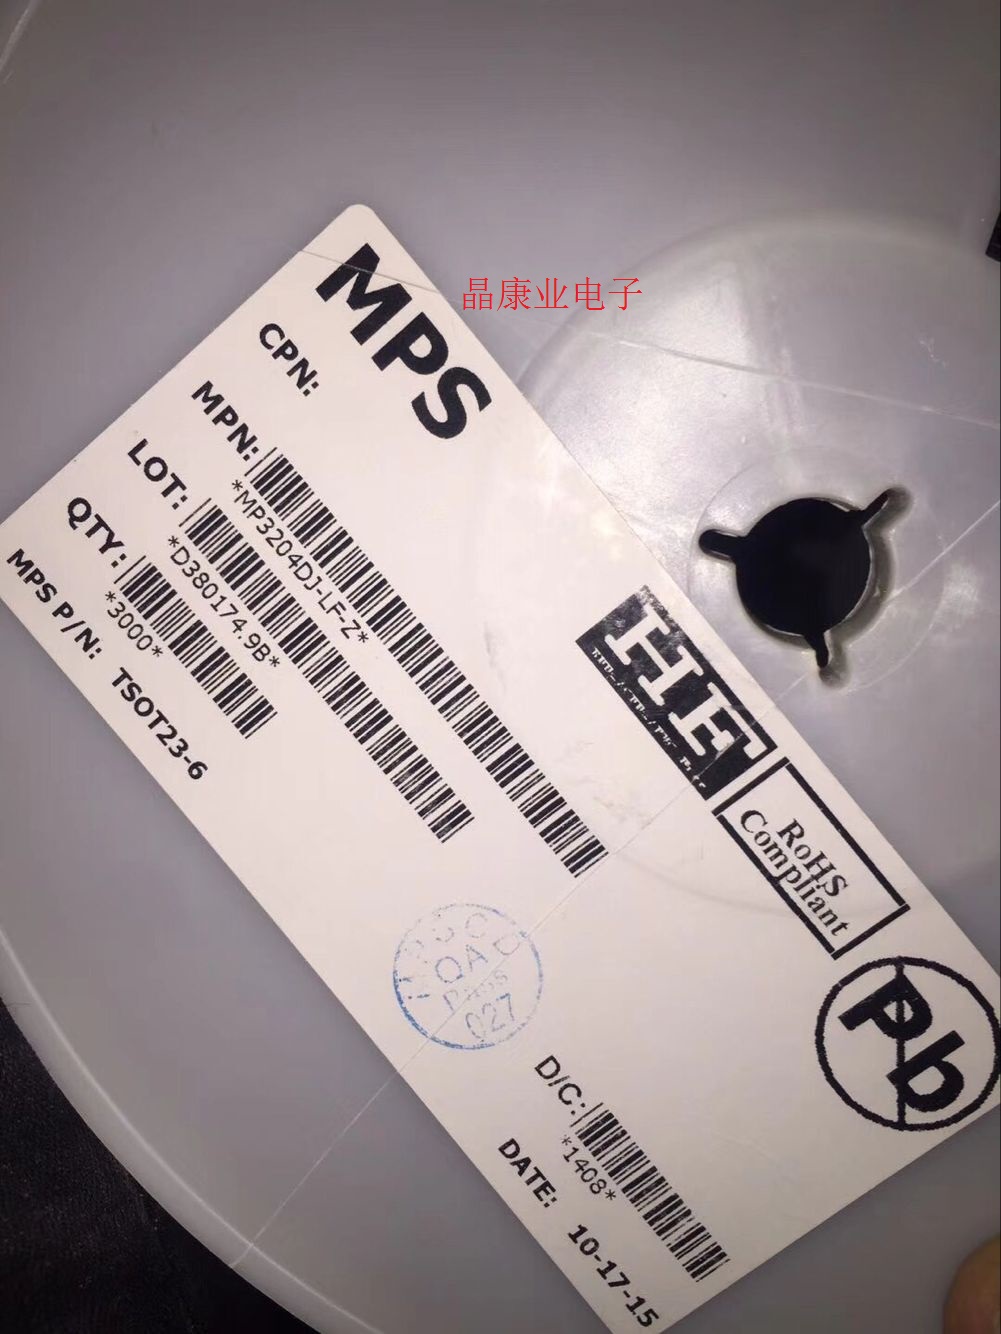 晶康业电子
MPS
CPN:
MPN:
*MP3204DJ-LF-Z*
LOT:
*D380174.9B*
QTY:
*3000*
MPS P/N: TSOT23-6
HF
RoHS
Compliant
Pb
QA
Pass
027
D/C:
*1408*
DATE: 10-17-15